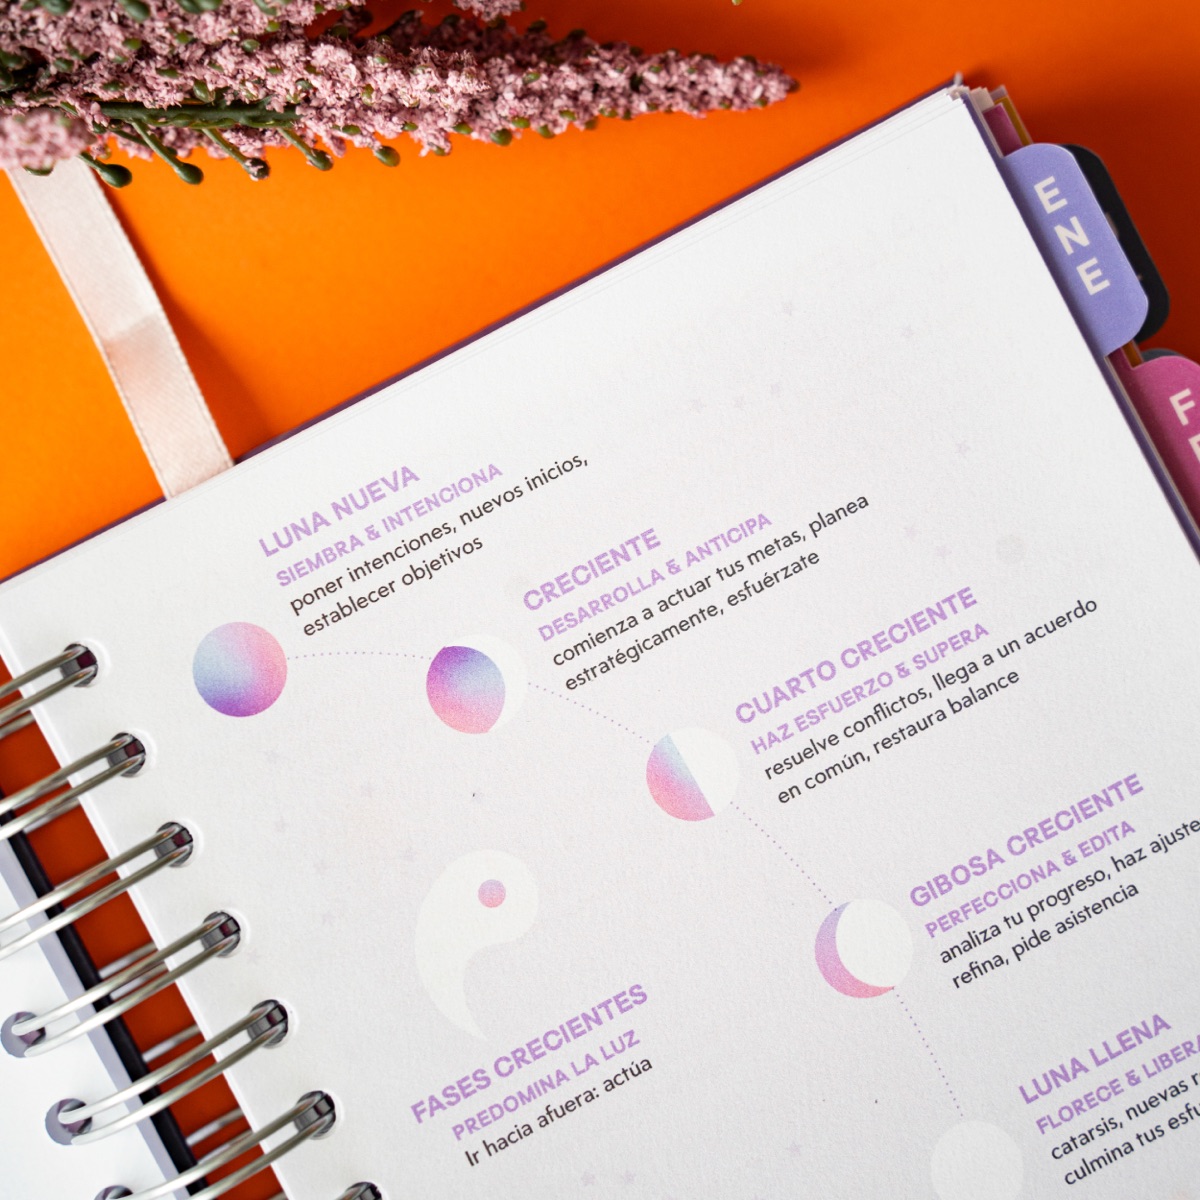 E
N
E
F
LUNA NUEVA
SIEMBRA & INTENCIONA
poner intenciones, nuevos inicios,
establecer objetivos
CRECIENTE
DESARROLLA & ANTICIPA
comienza a actuar tus metas, planea
estratégicamente, esfuérzate
CUARTO CRECIENTE
HAZ ESFUERZO & SUPERA
resuelve conflictos, llega a un acuerdo
en común, restaura balance
GIBOSA CRECIENTE
PERFECCIONA & EDITA
analiza tu progreso, haz ajuste
refina, pide asistencia
LUNA LLENA
FLORECE & LIBERA
catarsis, nuevas
culmina tus
FASES CRECIENTES
PREDOMINA LA LUZ
Ir hacia afuera: actúa